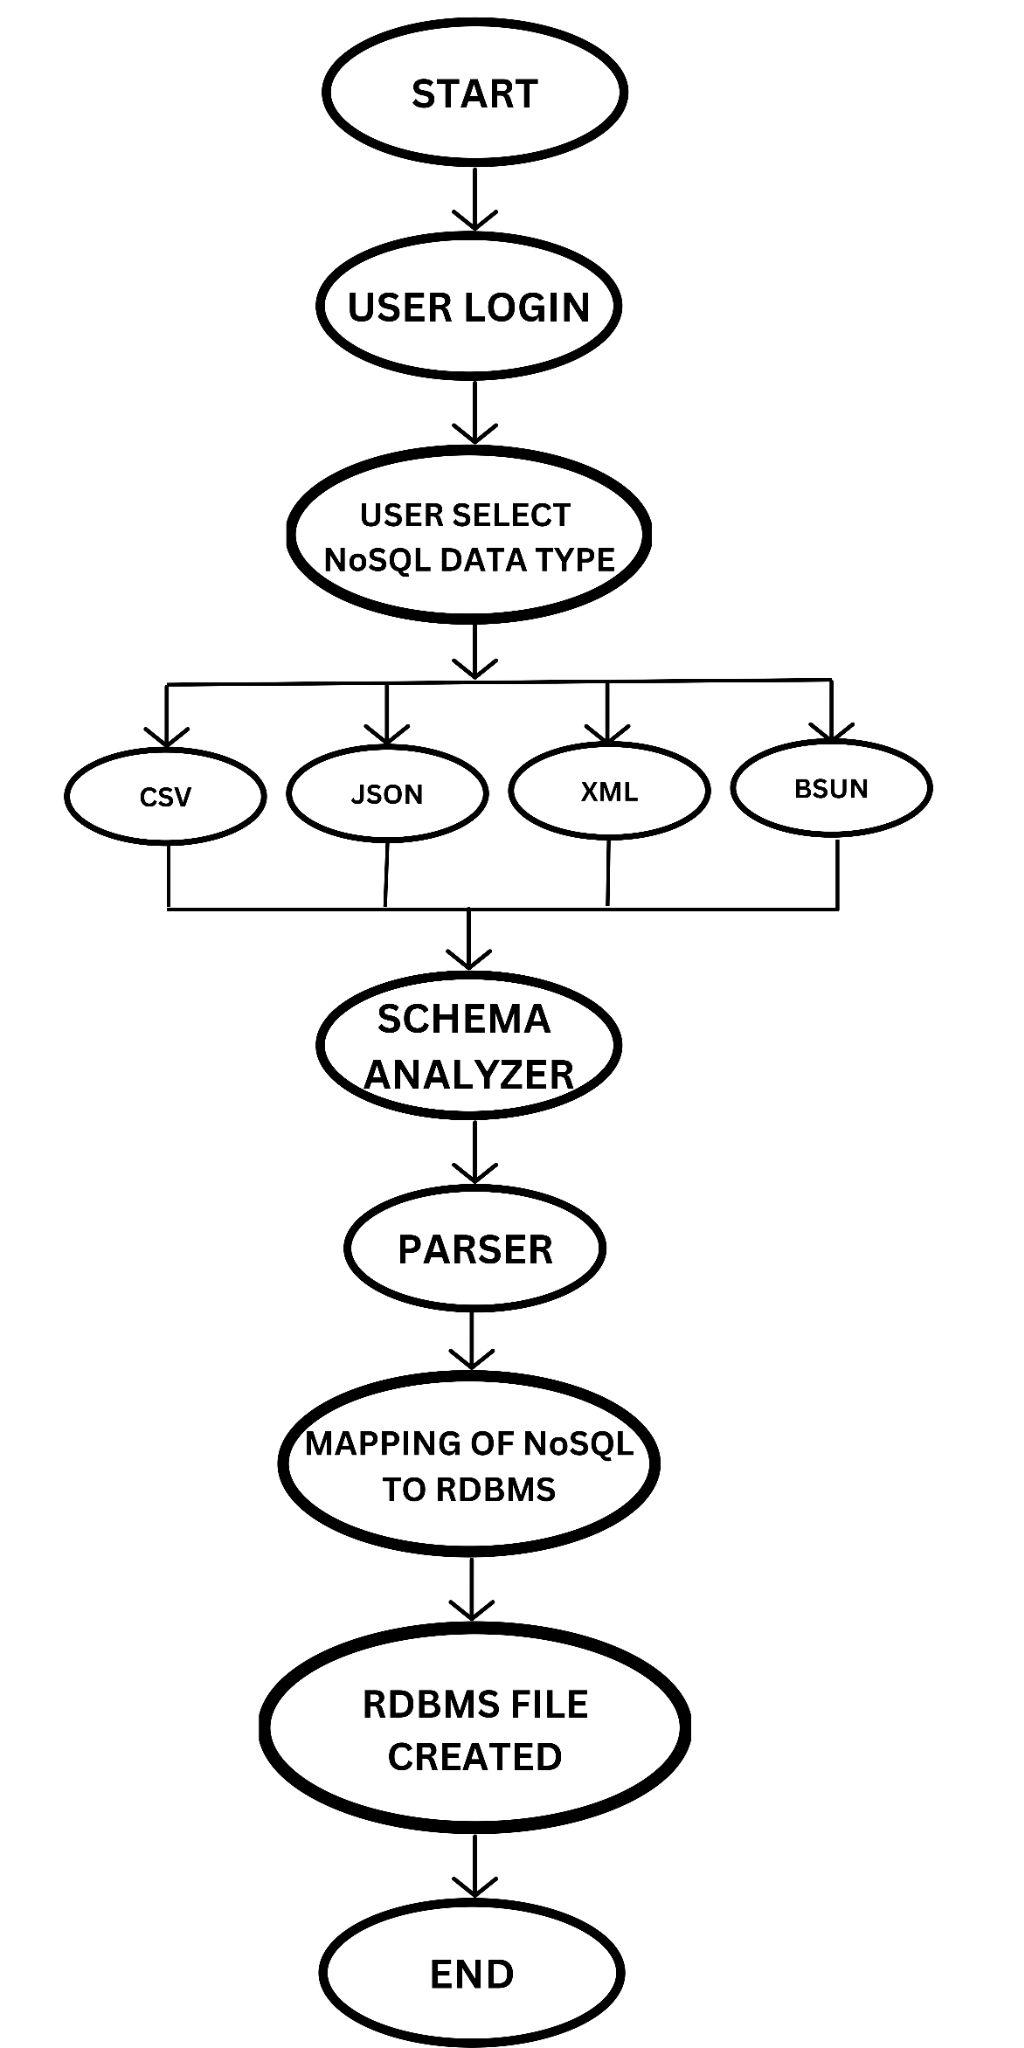 START
USER LOGIN
USER SELECT
NoSQL DATA TYPE
CSV
JSON
XML
BSUN
SCHEMA
ANALYZER
PARSER
MAPPING OF NoSQL
TO RDBMS
RDBMS FILE
CREATED
END